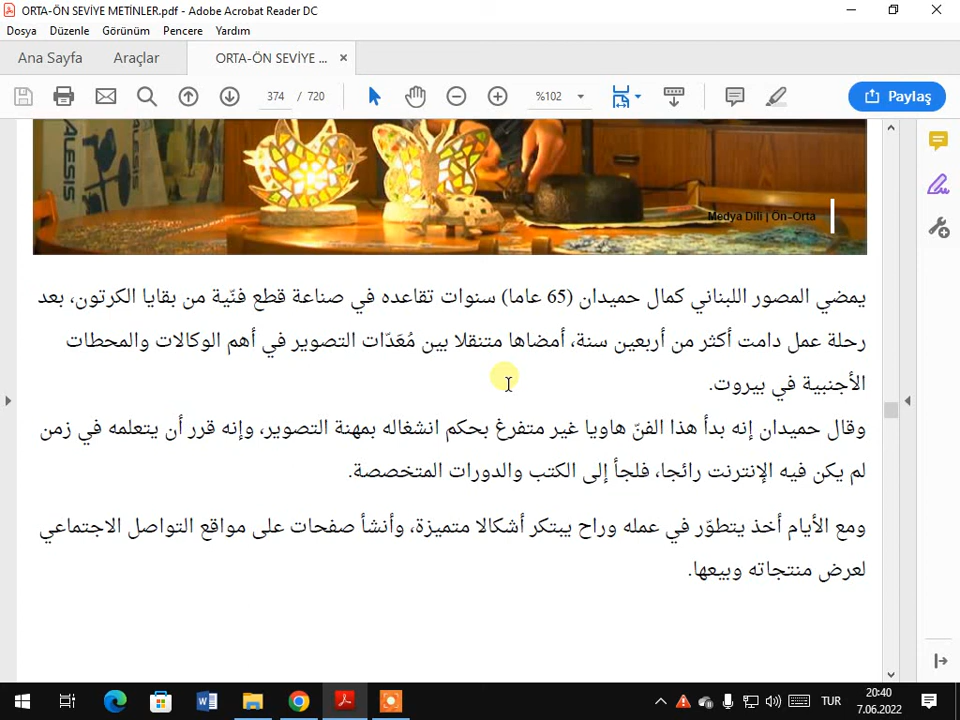 ORTA-ÖN SEVİYE METİNLER.pdf - Adobe Acrobat Reader DC
Dosya Düzenle Görünüm Pencere Yardım
Ana Sayfa Araçlar ORTA-ÖN SEVİYE ... ×
374 / 720 %102 Paylaş
ALESIS
Medya Dili | Ön-Orta
يمضي المصور اللبناني كمال حميدان (65 عاما) سنوات تقاعده في صناعة قطع فنّية من بقايا الكرتون، بعد
رحلة عمل دامت أكثر من أربعين سنة، أمضاها متنقلا بين مُعَدّات التصوير في أهم الوكالات والمحطات
الأجنبية في بيروت.
وقال حميدان إنه بدأ هذا الفنّ هاويا غير متفرغ بحكم انشغاله بمهنة التصوير، وإنه قرر أن يتعلمه في زمن
لم يكن فيه الإنترنت رائجا، فلجأ إلى الكتب والدورات المتخصصة.
ومع الأيام أخذ يتطوّر في عمله وراح يبتكر أشكالا متميزة، وأنشأ صفحات على مواقع التواصل الاجتماعي
لعرض منتجاته وبيعها.
TUR
20:40
7.06.2022